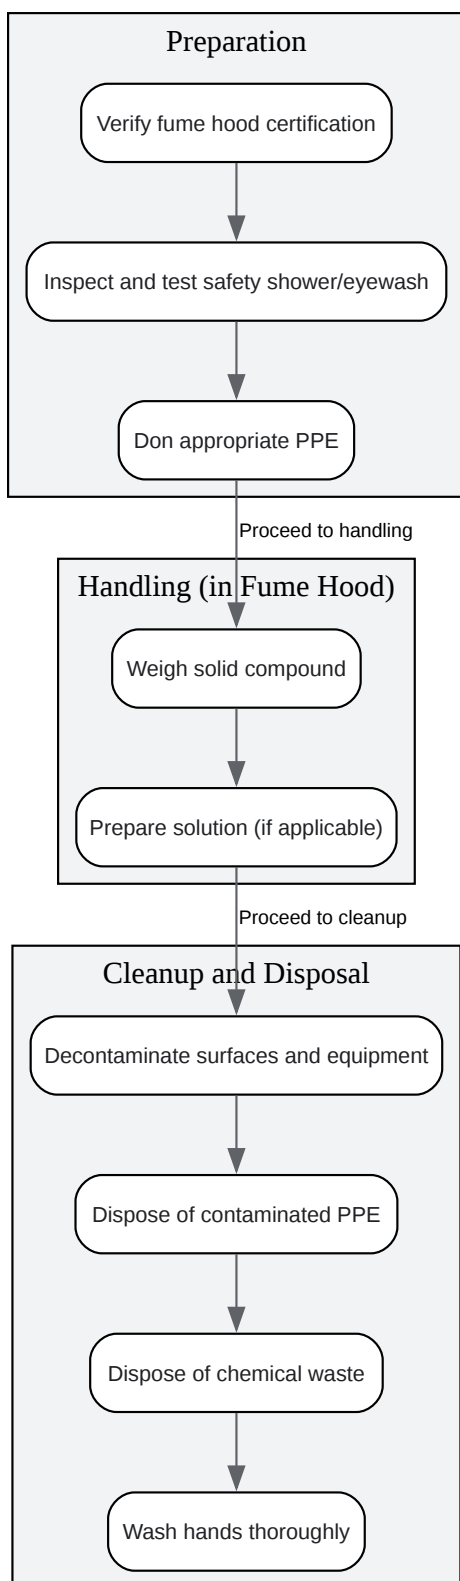 Preparation
Verify fume hood certification
Inspect and test safety shower/eyewash
Don appropriate PPE
Proceed to handling
Handling (in Fume Hood)
Weigh solid compound
Prepare solution (if applicable)
Proceed to cleanup
Cleanup and Disposal
Decontaminate surfaces and equipment
Dispose of contaminated PPE
Dispose of chemical waste
Wash hands thoroughly